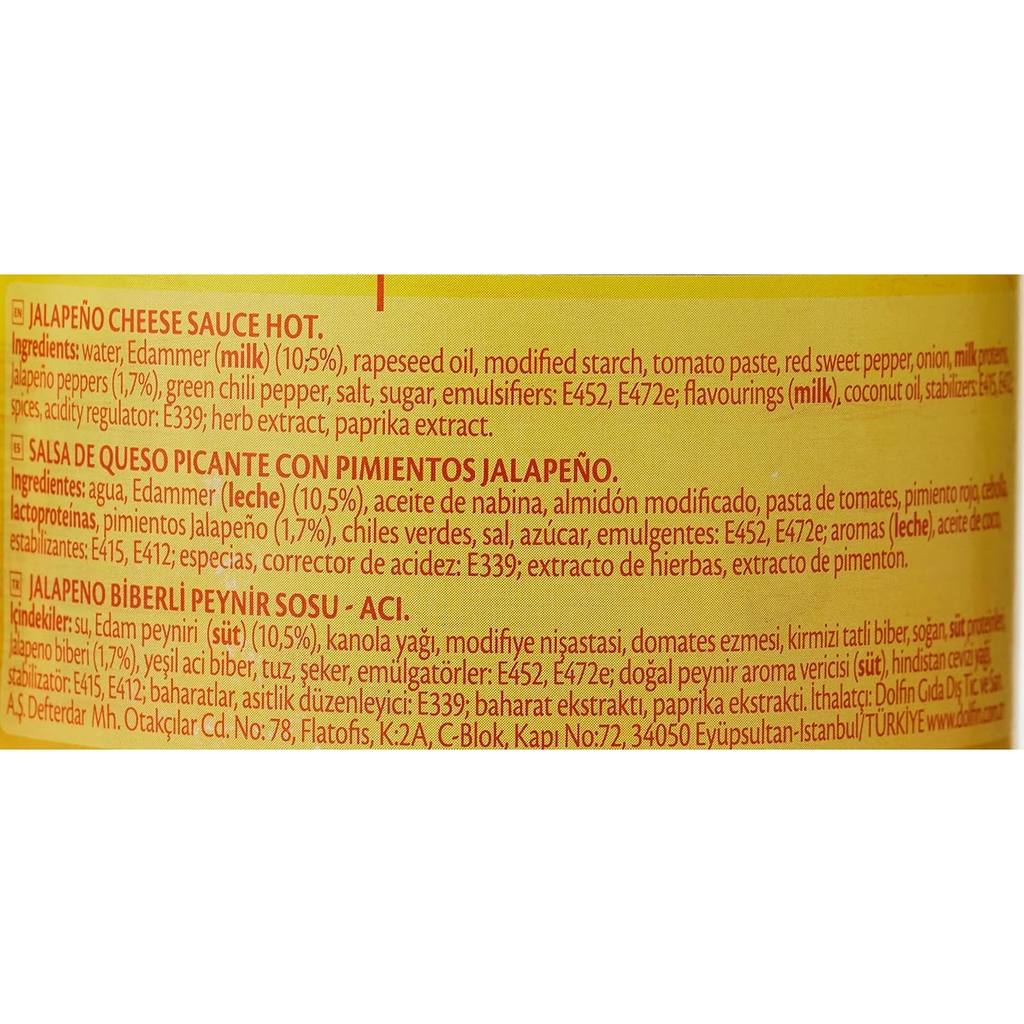 EN JALAPEÑO CHEESE SAUCE HOT.
Ingredients: water, Edammer (milk) (10,5%), rapeseed oil, modified starch, tomato paste, red sweet pepper, onion, milk proteins,
Jalapeño peppers (1,7%), green chili pepper, salt, sugar, emulsifiers: E452, E472e; flavourings (milk), coconut oil, stabilizers: E415, E412;
spices, acidity regulator: E339; herb extract, paprika extract.
ES SALSA DE QUESO PICANTE CON PIMIENTOS JALAPEÑO.
Ingredientes: agua, Edammer (leche) (10,5%), aceite de nabina, almidón modificado, pasta de tomates, pimiento rojo, cebolla,
lactoproteínas, pimientos Jalapeño (1,7%), chiles verdes, sal, azúcar, emulgentes: E452, E472e; aromas (leche), aceite de coco,
estabilizantes: E415, E412; especias, corrector de acidez: E339; extracto de hierbas, extracto de pimentón.
TR JALAPENO BİBERLİ PEYNİR SOSU - ACI.
İçindekiler: su, Edam peyniri (süt) (10,5%), kanola yağı, modifiye nişastasi, domates ezmesi, kirmizi tatli biber, soğan, süt proteinleri,
Jalapeno biberi (1,7%), yeşil aci biber, tuz, şeker, emülgatörler: E452, E472e; doğal peynir aroma vericisi (süt), hindistan cevizi yağı,
stabilizatör: E415, E412; baharatlar, asitlik düzenleyici: E339; baharat ekstraktı, paprika ekstrakti. İthalatçı: Dolfin Gıda Dış Tic. ve San.
A.Ş. Defterdar Mh. Otakçılar Cd. No: 78, Flatofis, K:2A, C-Blok, Kapı No:72, 34050 Eyüpsultan-Istanbul/TÜRKİYE www.dolfin.com.tr